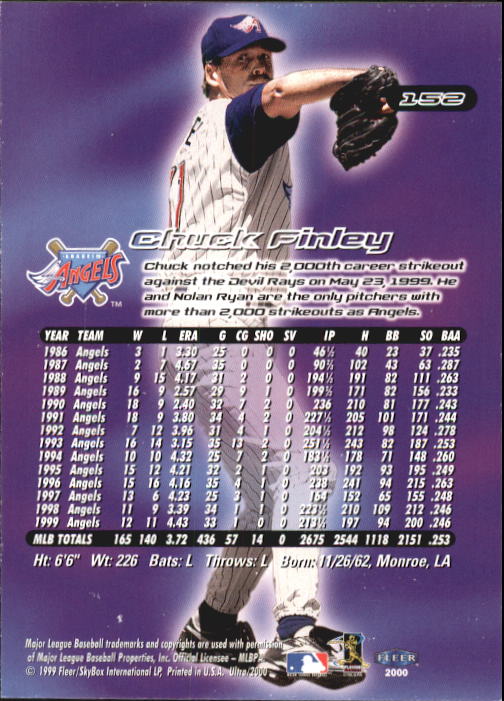 152
ANAHEIM
ANGELS
TM
Chuck Finley
Chuck notched his 2,000th career strikeout
against the Devil Rays on May 23, 1999. He
and Nolan Ryan are the only pitchers with
more than 2,000 strikeouts as Angels.
YEAR TEAM W L ERA G CG SHO SV IP H BB SO BAA
1986 Angels 3 1 3.30 25 0 0 0 46⅓ 40 23 37 .235
1987 Angels 2 7 4.67 35 0 0 0 90⅔ 102 43 63 .287
1988 Angels 9 15 4.17 31 2 0 0 194⅓ 191 82 111 .263
1989 Angels 16 9 2.57 29 9 1 0 199⅔ 171 82 156 .233
1990 Angels 18 9 2.40 32 7 2 0 236 210 81 177 .243
1991 Angels 18 9 3.80 34 4 2 0 227⅓ 205 101 171 .244
1992 Angels 7 12 3.96 31 4 1 0 204⅓ 212 98 124 .278
1993 Angels 16 14 3.15 35 13 2 0 251⅓ 243 82 187 .253
1994 Angels 10 10 4.32 25 7 2 0 183⅓ 178 71 148 .260
1995 Angels 15 12 4.21 32 2 1 0 203 192 93 195 .249
1996 Angels 15 16 4.16 35 4 1 0 238 241 94 215 .263
1997 Angels 13 6 4.23 25 3 1 0 164 152 65 155 .248
1998 Angels 11 9 3.39 34 1 0 223⅓ 210 109 212 .246
1999 Angels 12 11 4.43 33 1 0 0 213⅓ 197 94 200 .246
MLB TOTALS 165 140 3.72 436 57 14 0 2675 2544 1118 2151 .253
Ht: 6'6" Wt: 226 Bats: L Throws: L Born: 11/26/62, Monroe, LA
Major League Baseball trademarks and copyrights are used with permission
of Major League Baseball Properties, Inc. Official Licensee – MLBPA
© 1999 Fleer/SkyBox International LP, Printed in U.S.A. Ultra/2000
FLEER
2000